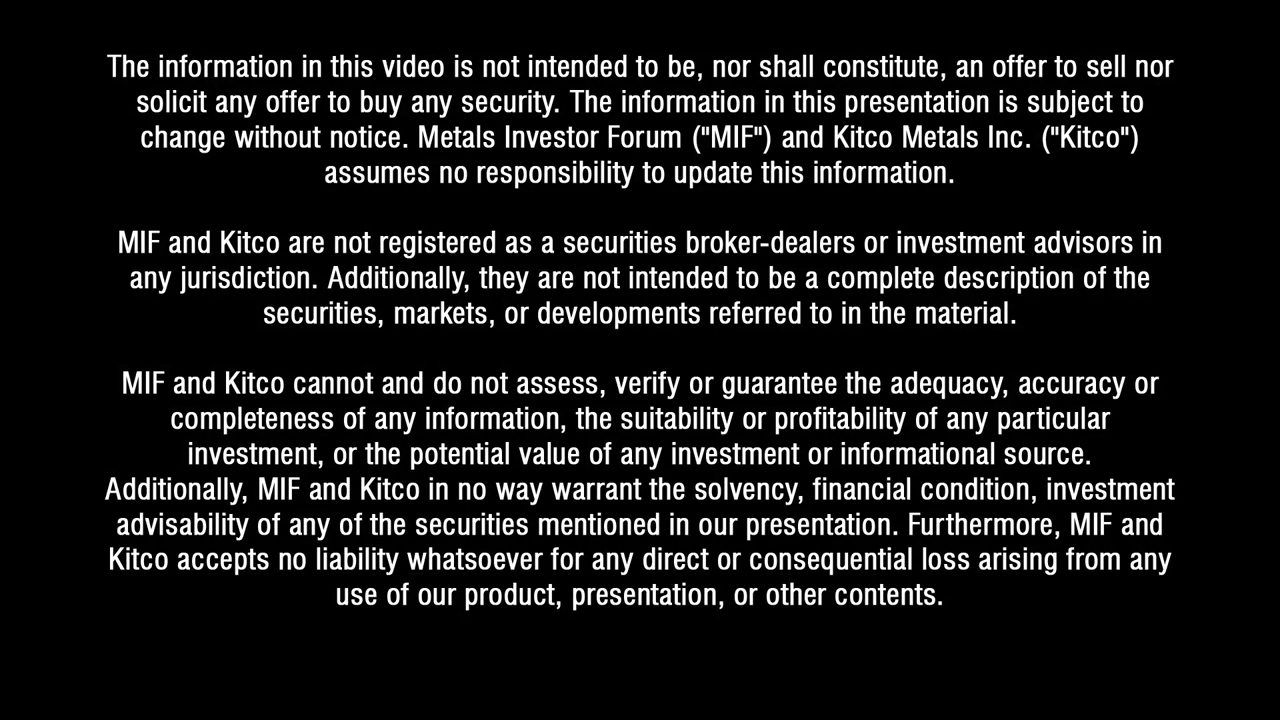 The information in this video is not intended to be, nor shall constitute, an offer to sell nor
solicit any offer to buy any security. The information in this presentation is subject to
change without notice. Metals Investor Forum ("MIF") and Kitco Metals Inc. ("Kitco")
assumes no responsibility to update this information.
MIF and Kitco are not registered as a securities broker-dealers or investment advisors in
any jurisdiction. Additionally, they are not intended to be a complete description of the
securities, markets, or developments referred to in the material.
MIF and Kitco cannot and do not assess, verify or guarantee the adequacy, accuracy or
completeness of any information, the suitability or profitability of any particular
investment, or the potential value of any investment or informational source.
Additionally, MIF and Kitco in no way warrant the solvency, financial condition, investment
advisability of any of the securities mentioned in our presentation. Furthermore, MIF and
Kitco accepts no liability whatsoever for any direct or consequential loss arising from any
use of our product, presentation, or other contents.